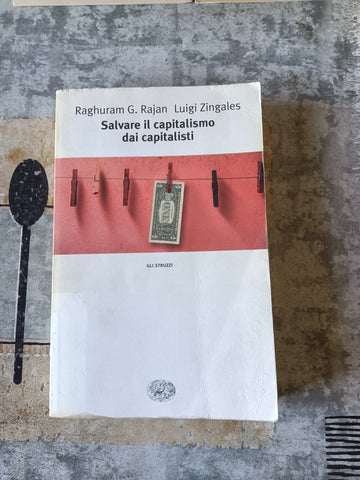 Raghuram G. Rajan Luigi Zingales
Salvare il capitalismo
dai capitalisti
GLI STRUZZI